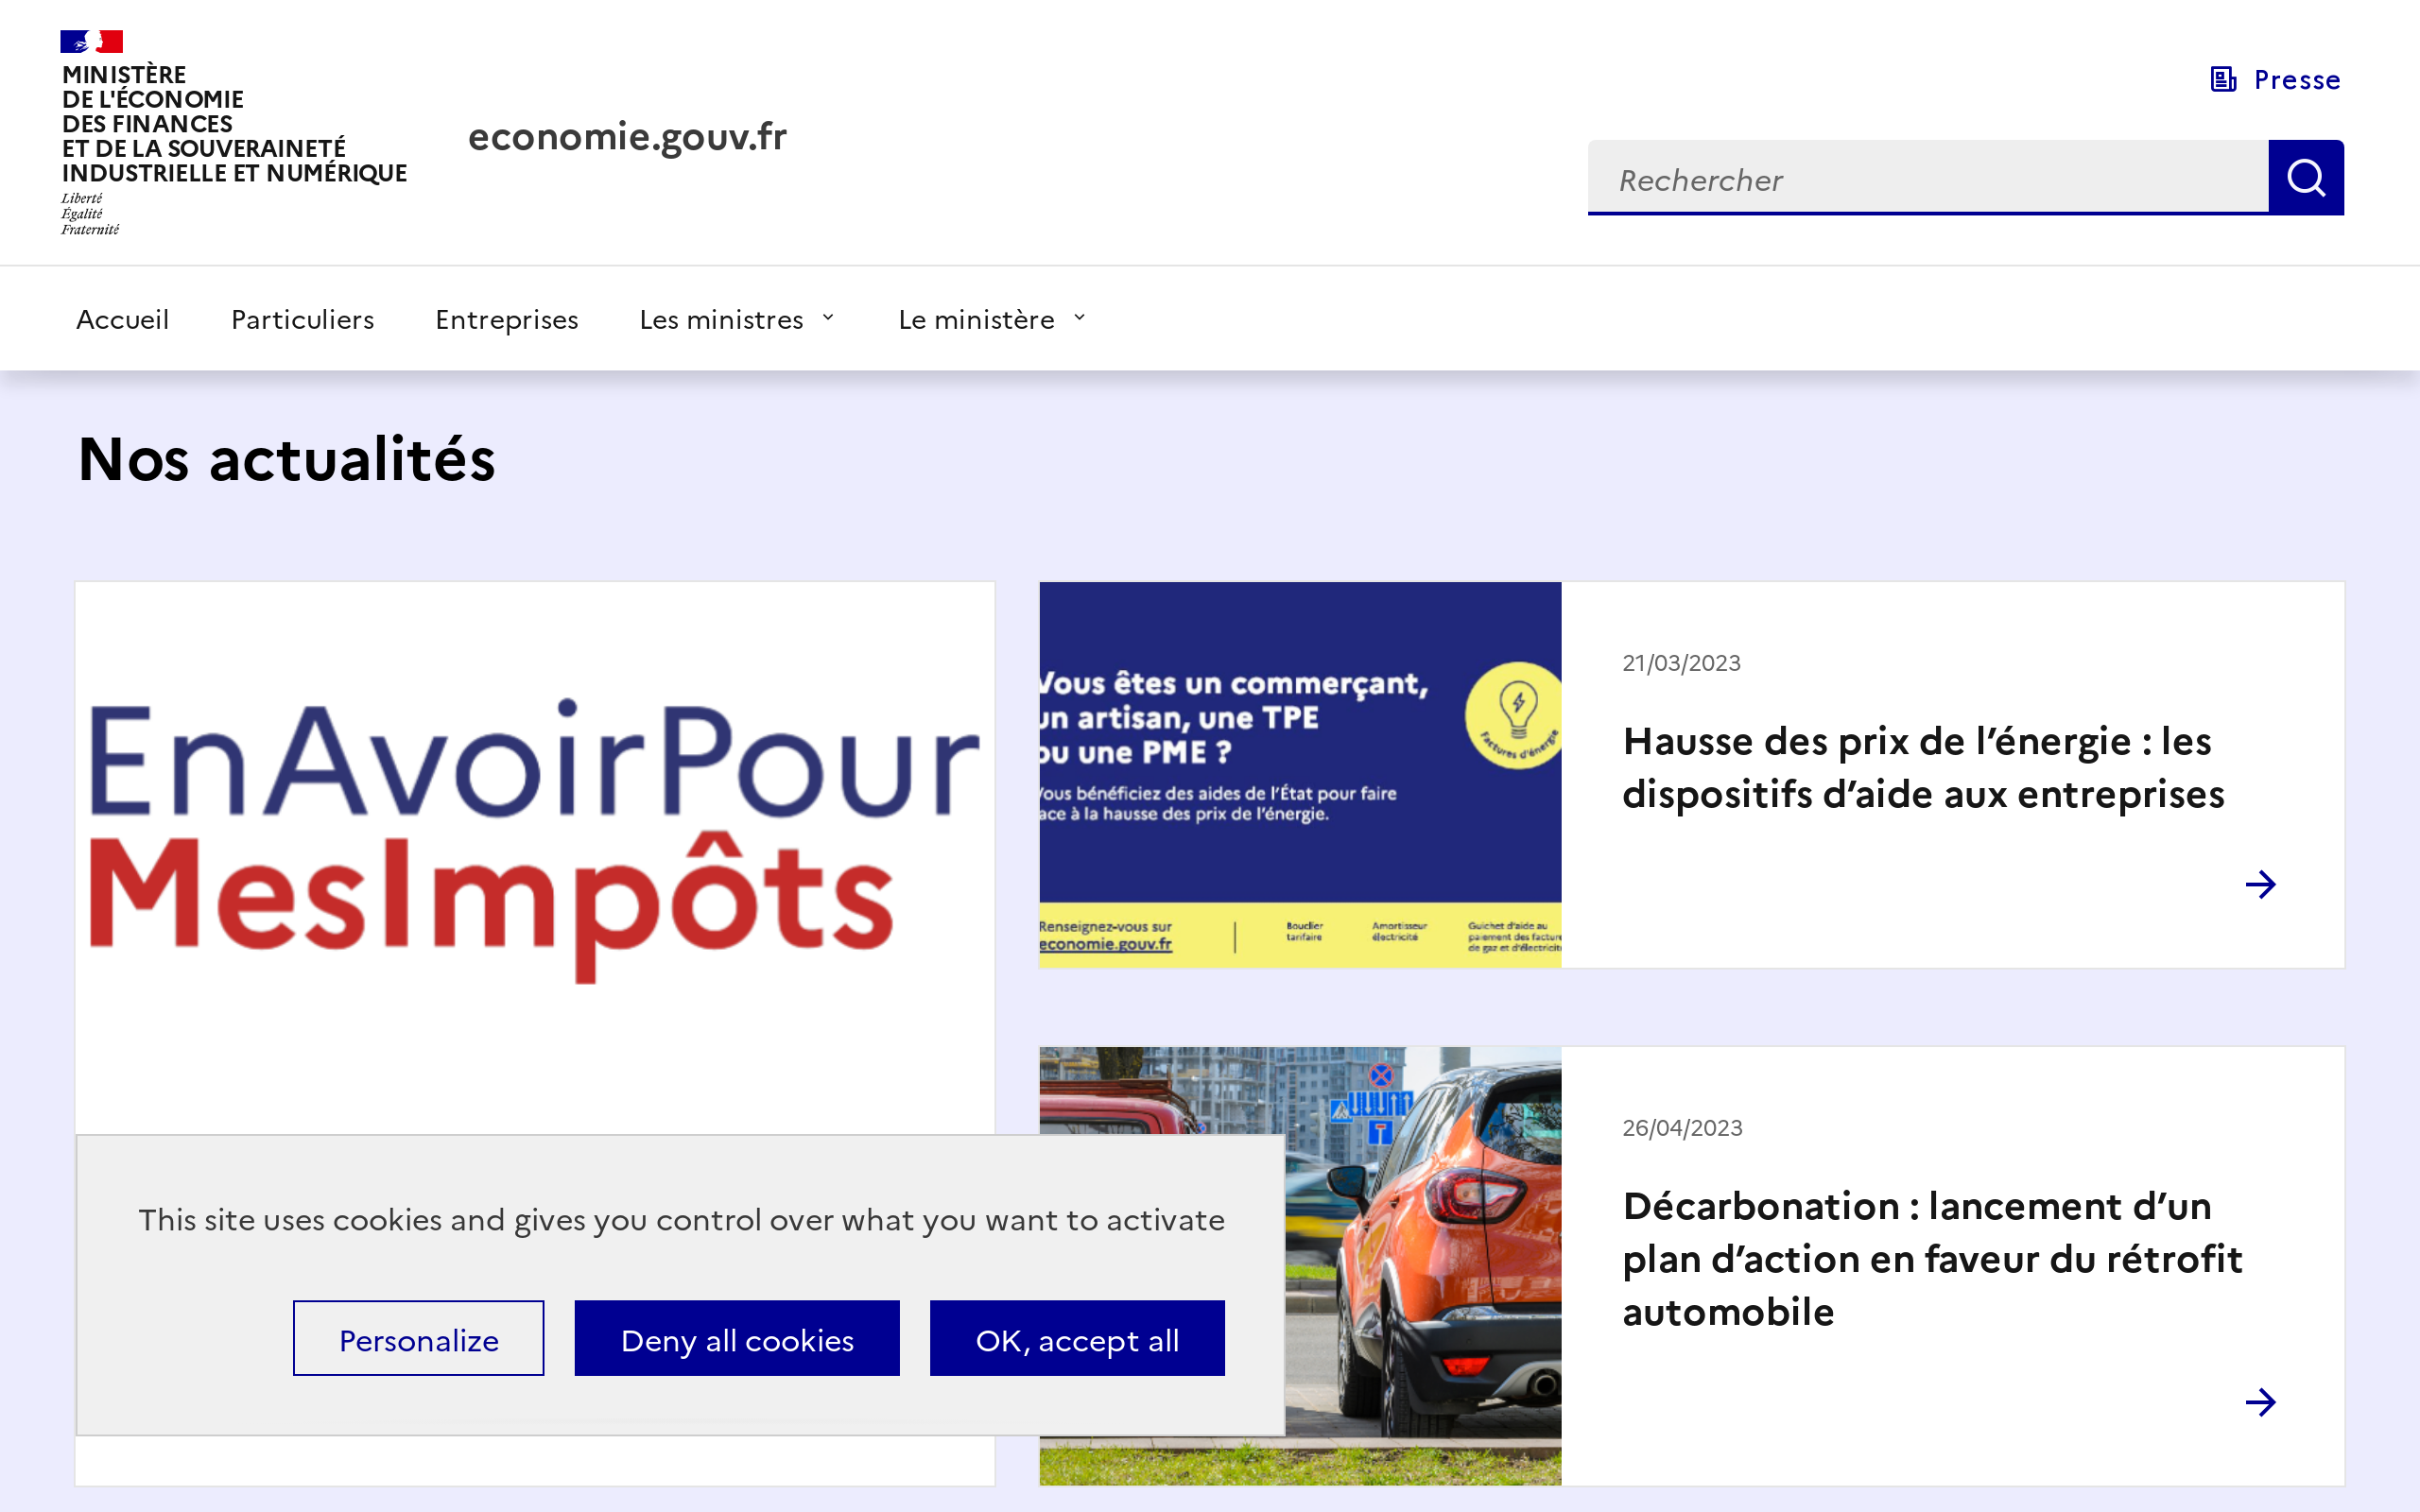 MINISTÈRE
DE L'ÉCONOMIE
DES FINANCES
ET DE LA SOUVERAINETÉ
INDUSTRIELLE ET NUMÉRIQUE
Liberté
Égalité
Fraternité
economie.gouv.fr
Presse
Rechercher
Accueil
Particuliers
Entreprises
Les ministres
Le ministère
Nos actualités
EnAvoirPour
MesImpôts
Vous êtes un commerçant,
un artisan, une TPE
ou une PME ?
Vous bénéficiez des aides de l'État pour faire
face à la hausse des prix de l'énergie.
Factures d'énergie
Renseignez-vous sur
economie.gouv.fr
Bouclier
tarifaire
Amortisseur
électricité
Guichet d'aide au
paiement des facture
de gaz et d'électricité
21/03/2023
Hausse des prix de l’énergie : les
dispositifs d’aide aux entreprises
26/04/2023
Décarbonation : lancement d’un
plan d’action en faveur du rétrofit
automobile
This site uses cookies and gives you control over what you want to activate
Personalize
Deny all cookies
OK, accept all